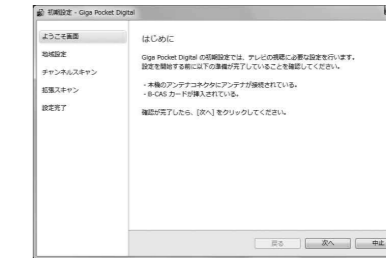 初期設定 - Giga Pocket Digital
ようこそ画面
地域設定
チャンネルスキャン
拡張スキャン
設定完了
はじめに
Giga Pocket Digital の初期設定では、テレビの視聴に必要な設定を行います。
設定を開始する前に以下の準備が完了していることを確認してください。
・本機のアンテナコネクタにアンテナが接続されている。
・B-CAS カードが挿入されている。
確認が完了したら、[次へ] をクリックしてください。
戻る
次へ
中止